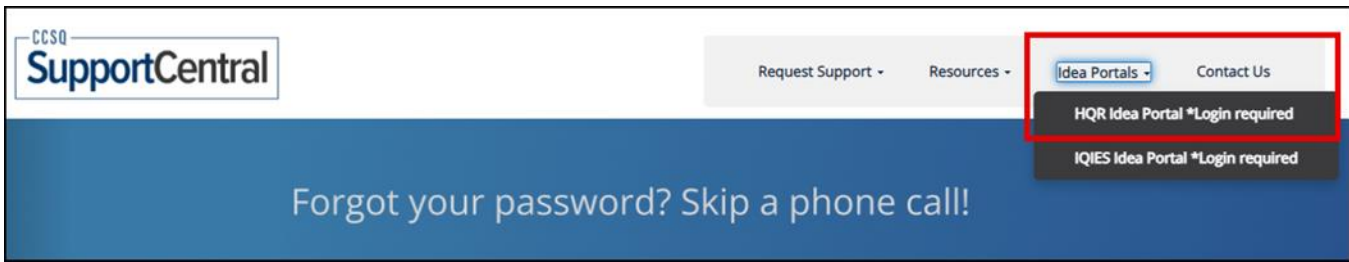 CCSQ
SupportCentral
Request Support
Resources
Idea Portals
Contact Us
HQR Idea Portal *Login required
IQIES Idea Portal *Login required
Forgot your password? Skip a phone call!